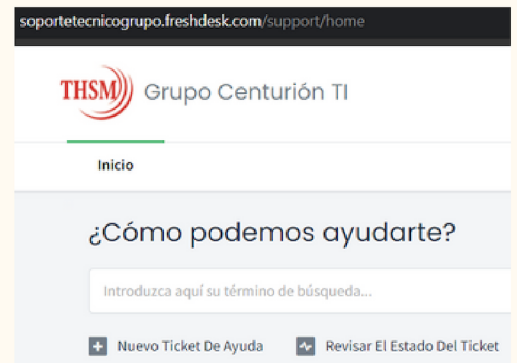 soportetecnicogrupo.freshdesk.com/support/home
THSM Grupo Centurión TI
Inicio
¿Cómo podemos ayudarte?
Introduzca aquí su término de búsqueda...
Nuevo Ticket De Ayuda Revisar El Estado Del Ticket